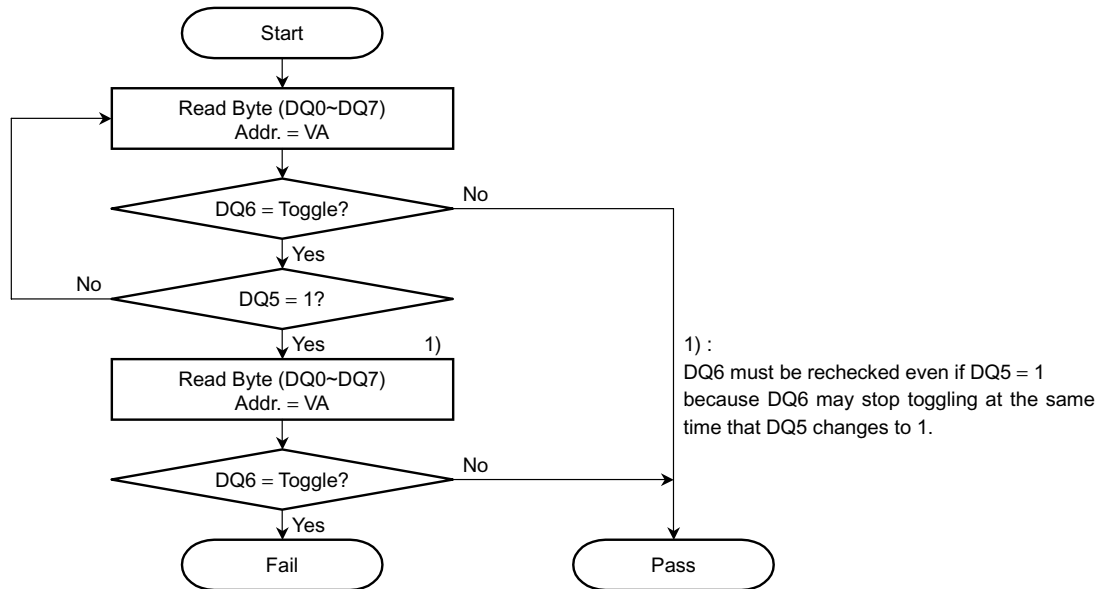 Start
Read Byte (DQ0~DQ7)
Addr. = VA
DQ6 = Toggle?
No
Yes
No
DQ5 = 1?
Yes
1)
Read Byte (DQ0~DQ7)
Addr. = VA
1) :
DQ6 must be rechecked even if DQ5 = 1
because DQ6 may stop toggling at the same
time that DQ5 changes to 1.
DQ6 = Toggle?
No
Yes
Fail
Pass